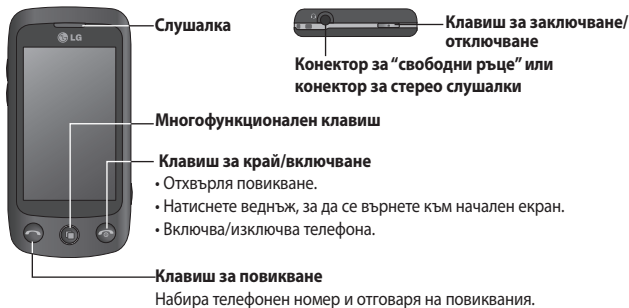 Слушалка
LG
Клавиш за заключване/
отключване
Конектор за “свободни ръце” или
конектор за стерео слушалки
Многофункционален клавиш
Клавиш за край/включване
• Отхвърля повикване.
• Натиснете веднъж, за да се върнете към начален екран.
• Включва/изключва телефона.
Клавиш за повикване
Набира телефонен номер и отговаря на повиквания.